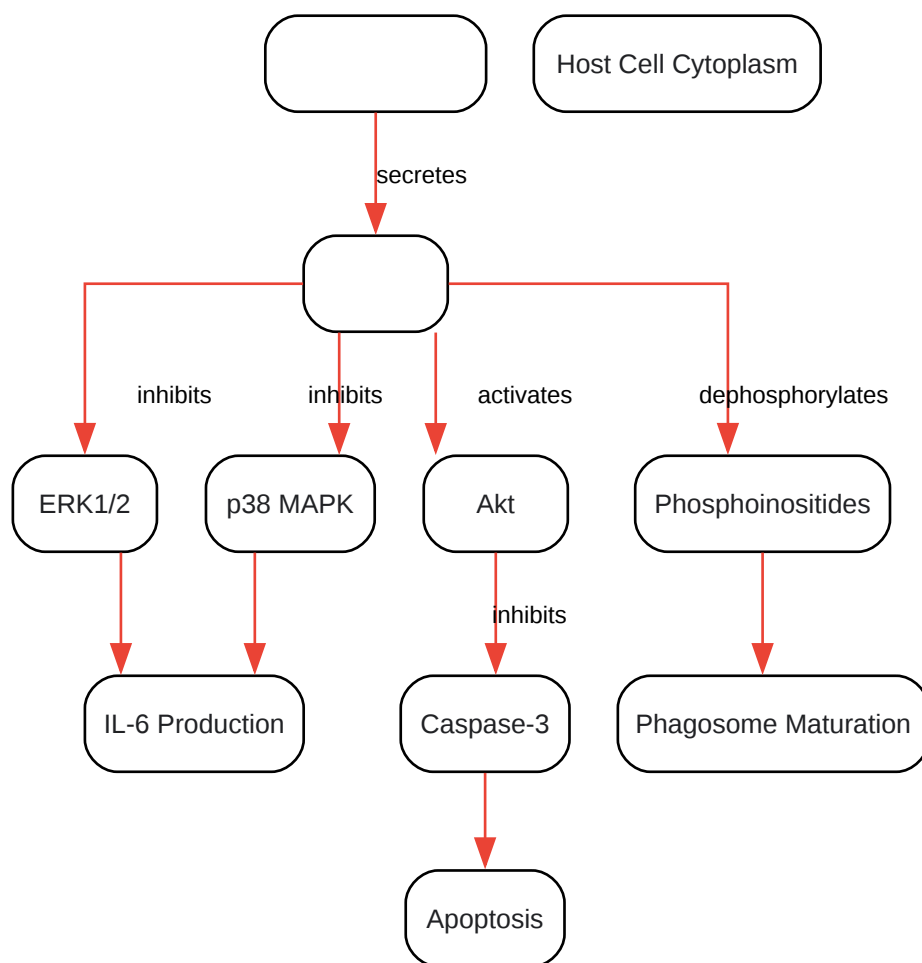 Host Cell Cytoplasm
secretes
inhibits
inhibits
activates
dephosphorylates
ERK1/2
p38 MAPK
Akt
Phosphoinositides
inhibits
IL-6 Production
Caspase-3
Phagosome Maturation
Apoptosis